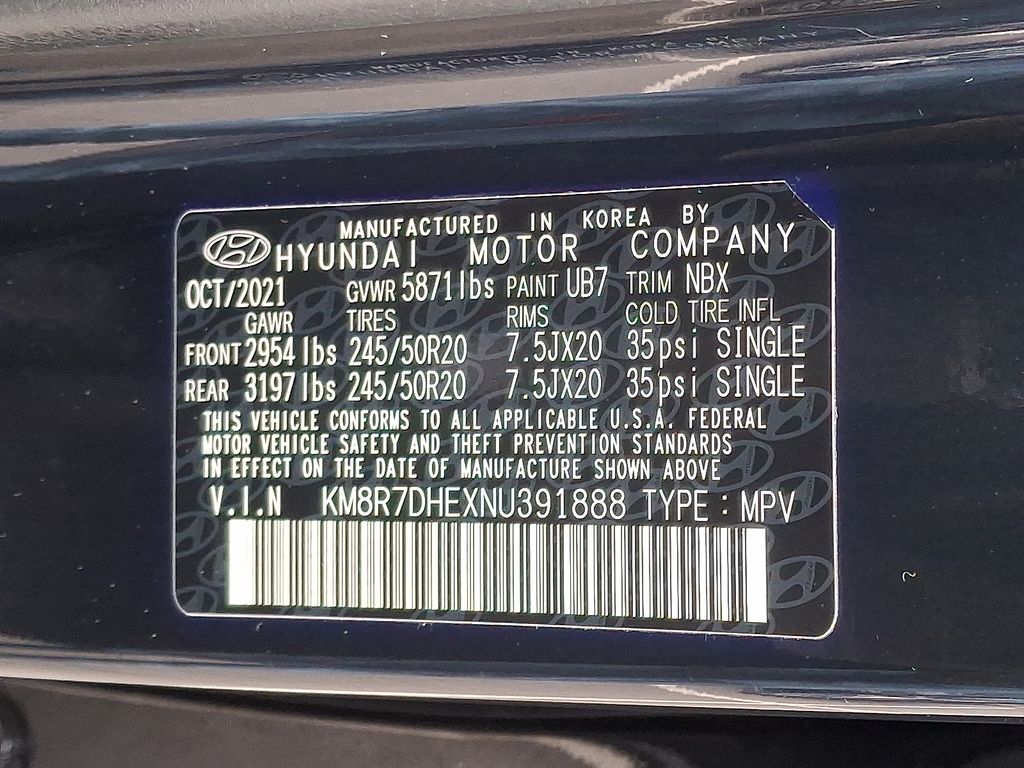 MANUFACTURED IN KOREA BY
HYUNDAI MOTOR COMPANY
OCT/2021 GVWR 5871lbs PAINT UB7 TRIM NBX
GAWR TIRES RIMS COLD TIRE INFL
FRONT 2954 lbs 245/50R20 7.5JX20 35psi SINGLE
REAR 3197 lbs 245/50R20 7.5JX20 35psi SINGLE
THIS VEHICLE CONFORMS TO ALL APPLICABLE U.S.A. FEDERAL
MOTOR VEHICLE SAFETY AND THEFT PREVENTION STANDARDS
IN EFFECT ON THE DATE OF MANUFACTURE SHOWN ABOVE
V.I.N KM8R7DHEXNU391888 TYPE : MPV